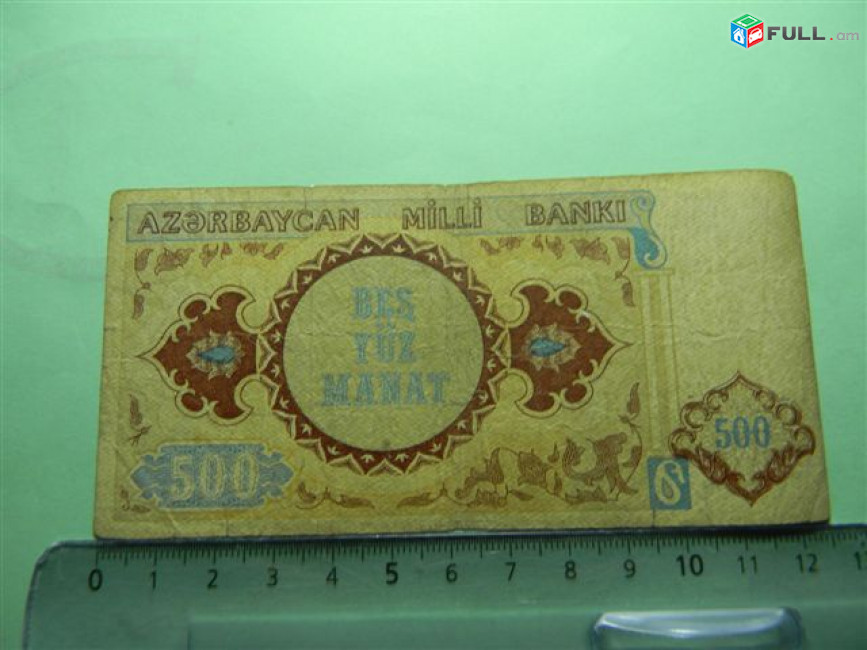 FULL.am
AZƏRBAYCAN MİLLİ BANKI
BEŞ
YÜZ
MANAT
500
500
0 1 2 3 4 5 6 7 8 9 10 11 12